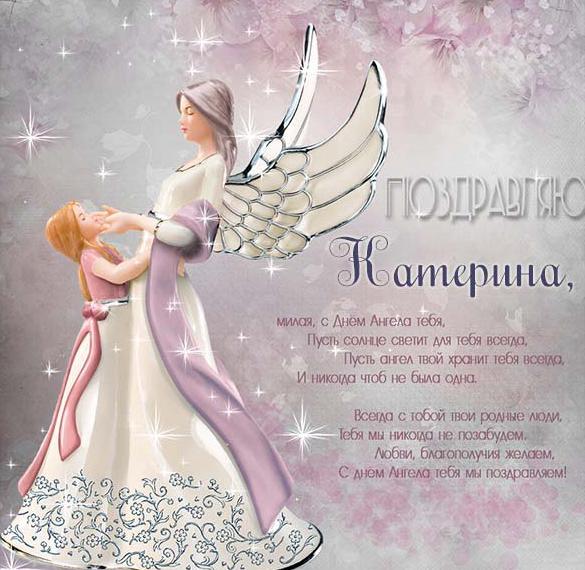 ПОЗДРАВЛЯЮ
Катерина,
милая, с Днём Ангела тебя,
Пусть солнце светит для тебя всегда,
Пусть ангел твой хранит тебя всегда,
И никогда чтоб не была одна.
Всегда с тобой твои родные люди,
Тебя мы никогда не позабудем.
Любви, благополучия желаем,
С днем Ангела тебя мы поздравляем!